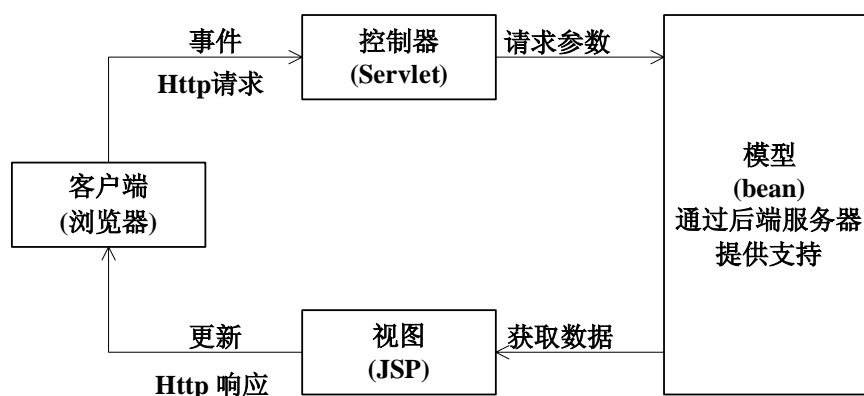 事件
Http请求
控制器
(Servlet)
请求参数
客户端
(浏览器)
模型
(bean)
通过后端服务器
提供支持
更新
Http 响应
视图
(JSP)
获取数据